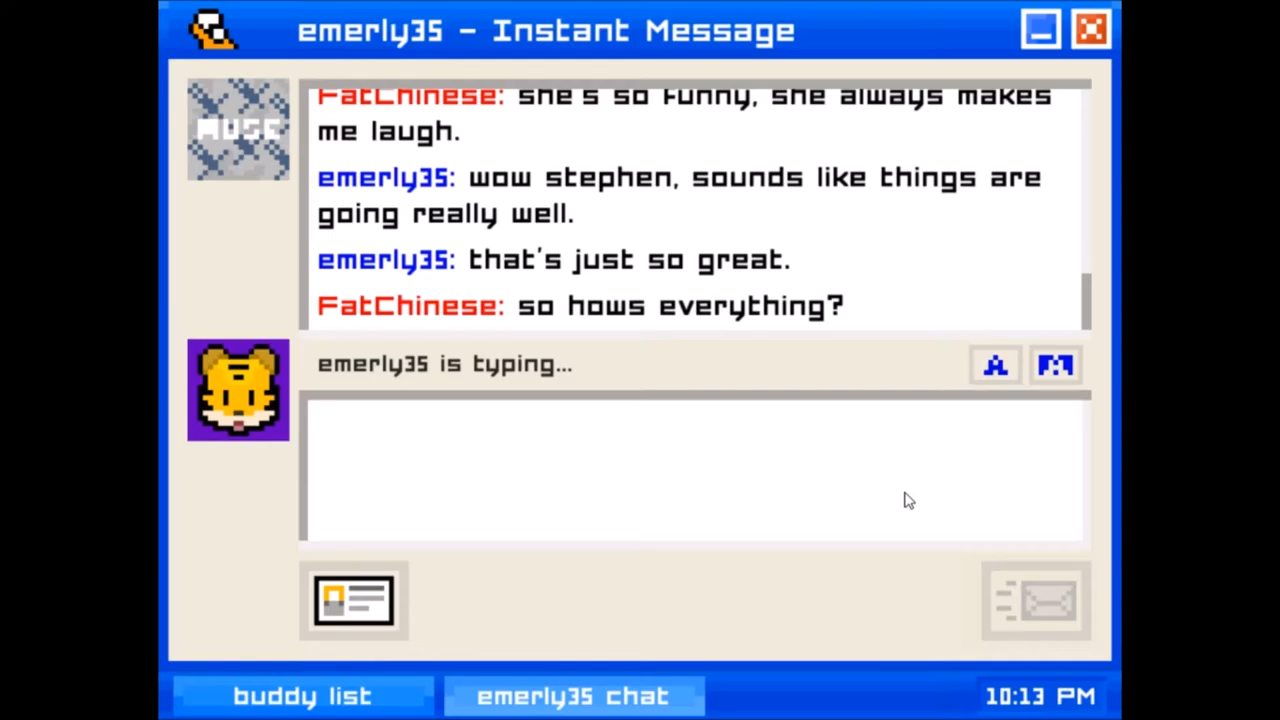 emerly35 - Instant Message
FatChinese: she's so funny, she always makes
me laugh.
emerly35: wow stephen, sounds like things are
going really well.
emerly35: that's just so great.
FatChinese: so hows everything?
MUSE
emerly35 is typing...
A
buddy list
emerly35 chat
10:13 PM